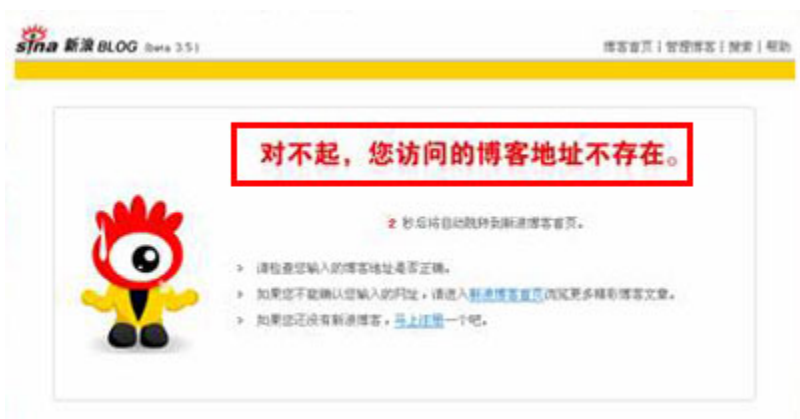 sina 新浪 BLOG (beta 3.5)
博客首页 | 管理博客 | 搜索 | 帮助
对不起，您访问的博客地址不存在。
2 秒后将自动跳转到新浪博客首页。
> 请检查您输入的博客地址是否正确。
> 如果您不能确认您输入的网址，请进入新浪博客首页浏览更多精彩博客文章。
> 如果您还没有新浪博客，马上注册一个吧。